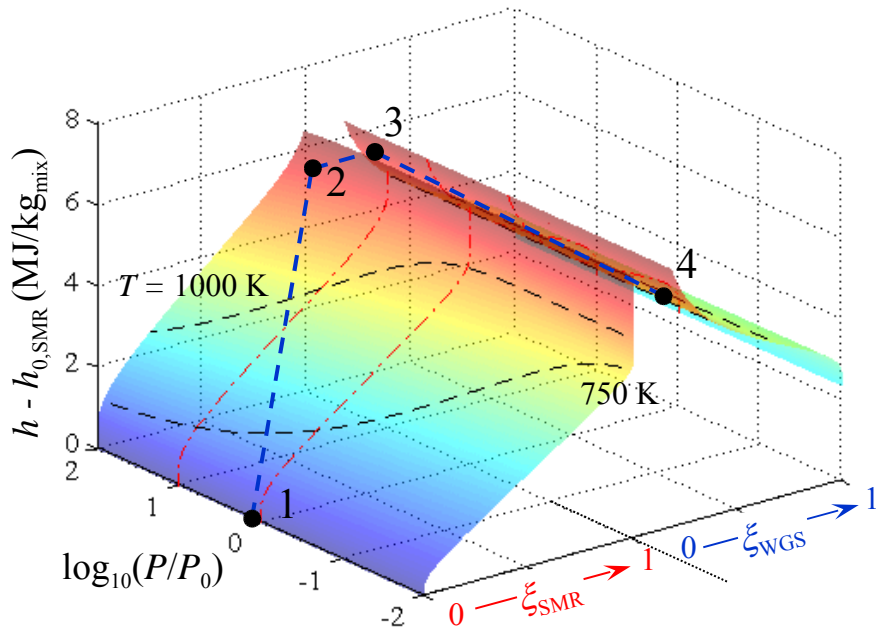 8
3
6
2
4
4
T = 1000 K
h - h0,SMR (MJ/kgmix)
2
750 K
0
2
1
1
0
log10(P/P0)
-1
-2
0 ξSMR 1
0 ξWGS 1